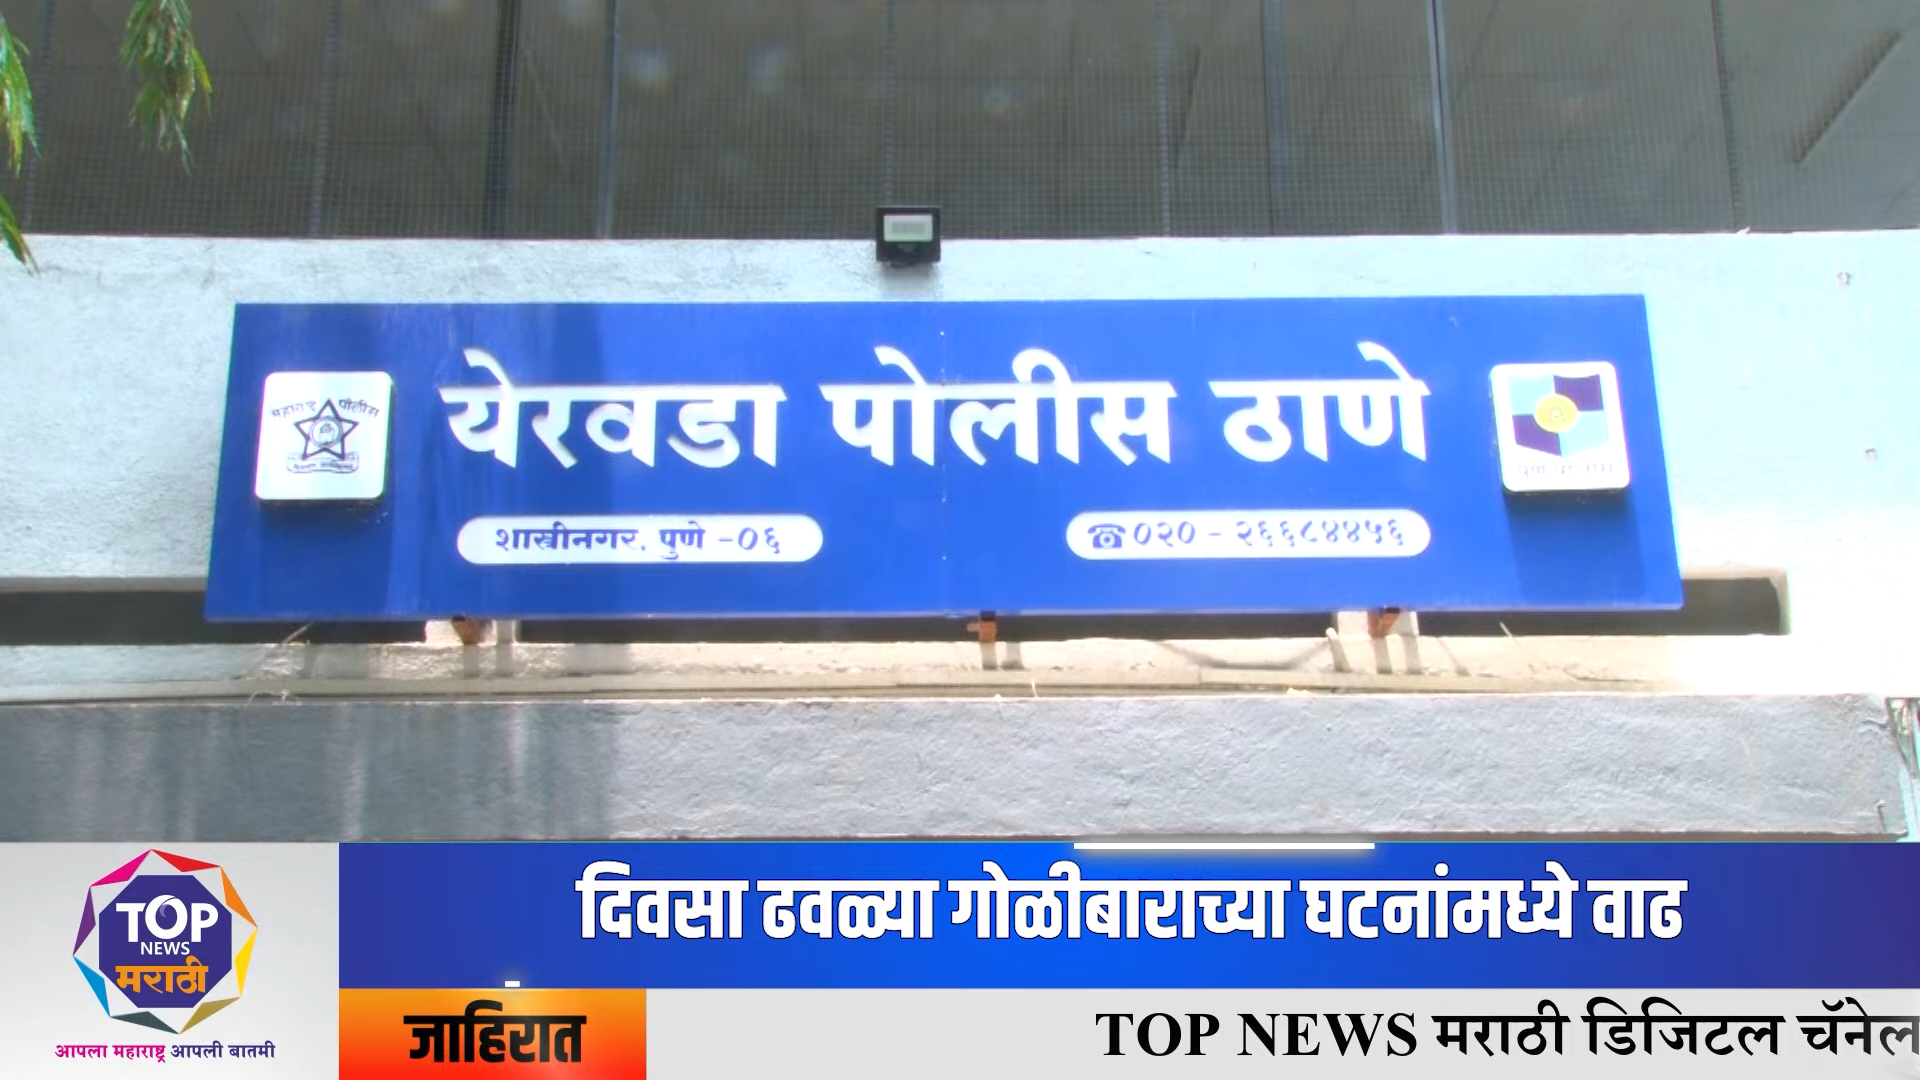 येरवडा पोलीस ठाणे
महाराष्ट्र पोलीस
शास्त्रीनगर, पुणे -०६
☎०२० - २६६८४४५६
दिवसा ढवळ्या गोळीबाराच्या घटनांमध्ये वाढ
TOP
NEWS
मराठी
आपला महाराष्ट्र आपली बातमी
जाहिरात
TOP NEWS मराठी डिजिटल चॅनेल